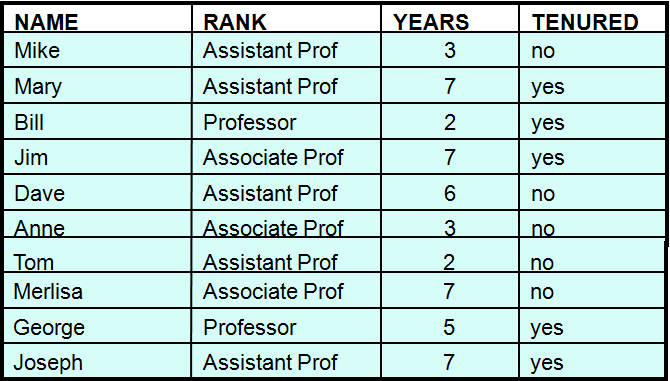 NAME RANK YEARS TENURED
Mike Assistant Prof 3 no
Mary Assistant Prof 7 yes
Bill Professor 2 yes
Jim Associate Prof 7 yes
Dave Assistant Prof 6 no
Anne Associate Prof 3 no
Tom Assistant Prof 2 no
Merlisa Associate Prof 7 no
George Professor 5 yes
Joseph Assistant Prof 7 yes